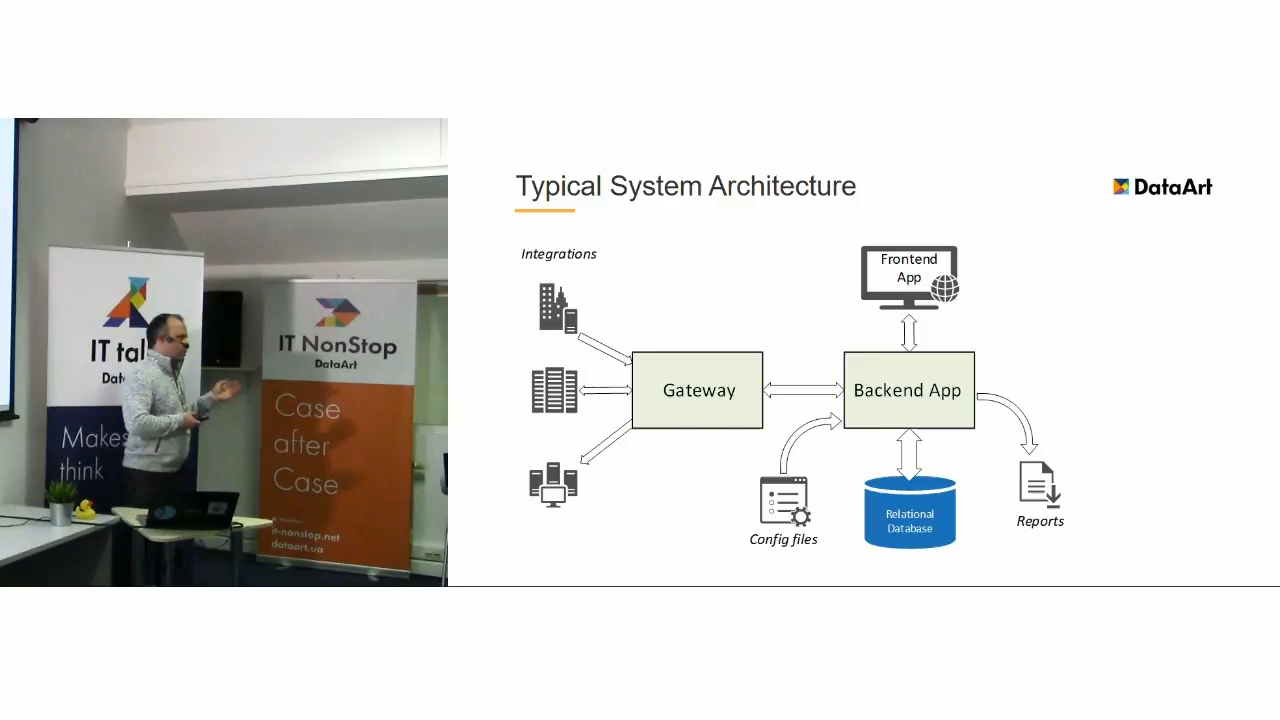 IT tal
Dat
Makes
think
IT NonStop
DataArt
Case
after
Case
it-nonstop.net
dataart.ua
Typical System Architecture
DataArt
Integrations
Frontend
App
Gateway
Backend App
Config files
Relational
Database
Reports